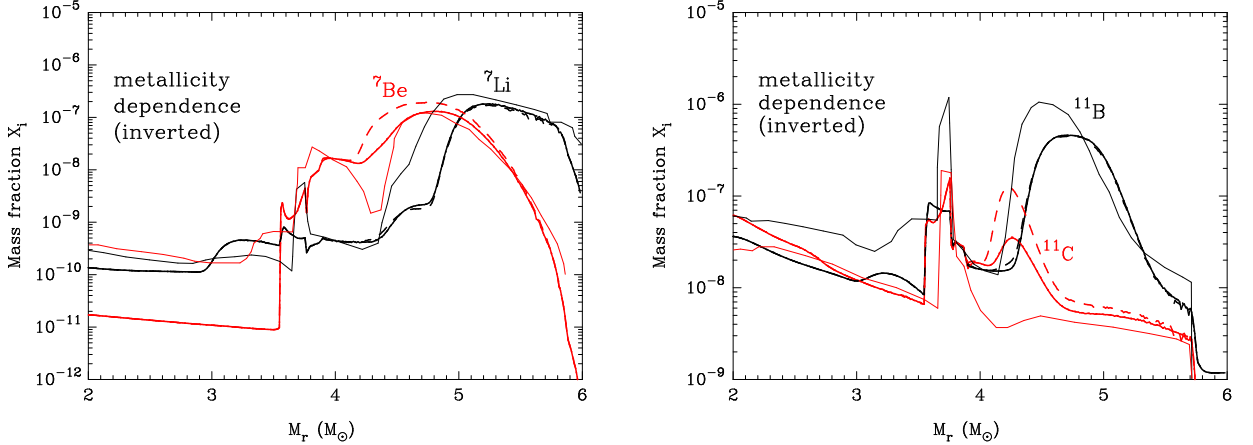 10⁻⁵
10⁻⁶
10⁻⁷
10⁻⁸
10⁻⁹
10⁻¹⁰
10⁻¹¹
10⁻¹²
Mass fraction Xᵢ
metallicity
dependence
(inverted)
⁷Be
⁷Li
2 3 4 5 6
Mᵣ (M☉)
10⁻⁵
10⁻⁶
10⁻⁷
10⁻⁸
10⁻⁹
Mass fraction Xᵢ
metallicity
dependence
(inverted)
¹¹B
¹¹C
2 3 4 5 6
Mᵣ (M☉)